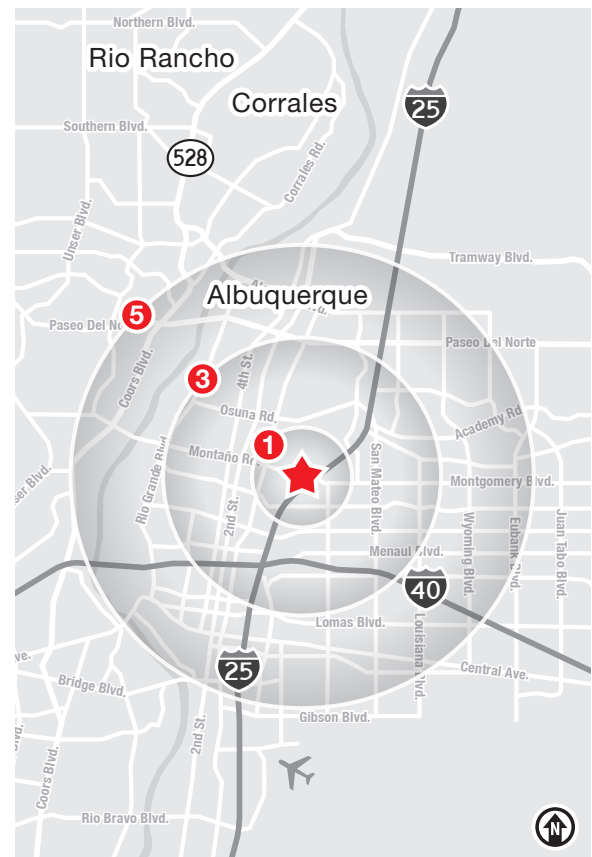 Northern Blvd.
Rio Rancho
Corrales
25
Southern Blvd.
528
Corrales Rd.
Unser Blvd.
Tramway Blvd.
Albuquerque
5
Paseo Del No
Paseo Del Norte
Coors Blvd.
3
4th St.
Osuna Rd.
Academy Rd
1
Montaño Rd.
San Mateo Blvd.
Montgomery Blvd.
Rio Grande Blvd.
2nd St.
Wyoming Blvd.
Eubank Blvd.
Juan Tabo Blvd.
Menaul Blvd.
40
Lomas Blvd.
Louisiana Blvd.
25
Central Ave.
Bridge Blvd.
Gibson Blvd.
2nd St.
Coors Blvd.
Rio Bravo Blvd.
N